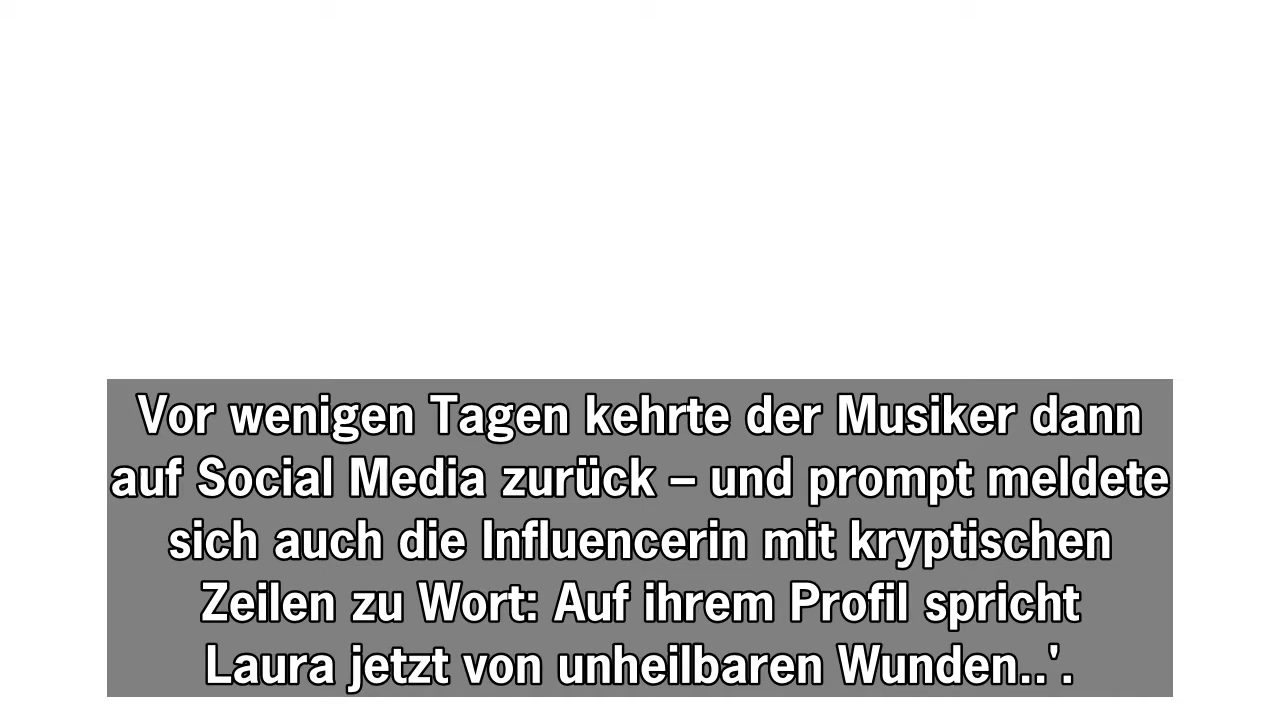 Vor wenigen Tagen kehrte der Musiker dann
auf Social Media zurück – und prompt meldete
sich auch die Influencerin mit kryptischen
Zeilen zu Wort: Auf ihrem Profil spricht
Laura jetzt von unheilbaren Wunden..'.